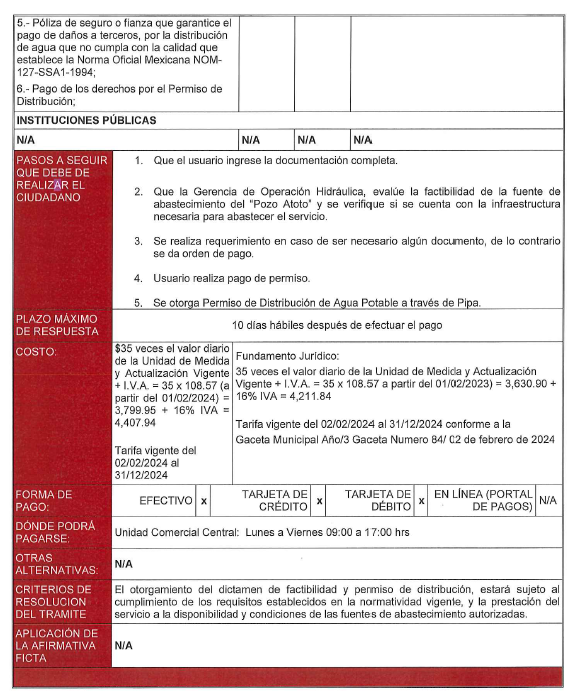 5.- Póliza de seguro o fianza que garantice el
pago de daños a terceros, por la distribución
de agua que no cumpla con la calidad que
establece la Norma Oficial Mexicana NOM-
127-SSA1-1994;
6.- Pago de los derechos por el Permiso de
Distribución;
INSTITUCIONES PÚBLICAS
N/A N/A N/A N/A
PASOS A SEGUIR
QUE DEBE DE
REALIZAR EL
CIUDADANO
1. Que el usuario ingrese la documentación completa.
2. Que la Gerencia de Operación Hidráulica, evalúe la factibilidad de la fuente de
abastecimiento del "Pozo Atoto" y se verifique si se cuenta con la infraestructura
necesaria para abastecer el servicio.
3. Se realiza requerimiento en caso de ser necesario algún documento, de lo contrario
se da orden de pago.
4. Usuario realiza pago de permiso.
5. Se otorga Permiso de Distribución de Agua Potable a través de Pipa.
PLAZO MÁXIMO
DE RESPUESTA
10 días hábiles después de efectuar el pago
COSTO:
$35 veces el valor diario
de la Unidad de Medida
y Actualización Vigente
+ I.V.A. = 35 x 108.57 (a
partir del 01/02/2024) =
3,799.95 + 16% IVA =
4,407.94
Tarifa vigente del
02/02/2024 al
31/12/2024
Fundamento Jurídico:
35 veces el valor diario de la Unidad de Medida y Actualización
Vigente + I.V.A. = 35 x 108.57 a partir del 01/02/2023) = 3,630.90 +
16% IVA = 4,211.84
Tarifa vigente del 02/02/2024 al 31/12/2024 conforme a la
Gaceta Municipal Año/3 Gaceta Numero 84/ 02 de febrero de 2024
FORMA DE
PAGO:
EFECTIVO x
TARJETA DE
CRÉDITO x
TARJETA DE
DÉBITO x
EN LÍNEA (PORTAL
DE PAGOS) N/A
DÓNDE PODRÁ
PAGARSE:
Unidad Comercial Central: Lunes a Viernes 09:00 a 17:00 hrs
OTRAS
ALTERNATIVAS:
N/A
CRITERIOS DE
RESOLUCION
DEL TRAMITE
El otorgamiento del dictamen de factibilidad y permiso de distribución, estará sujeto al
cumplimiento de los requisitos establecidos en la normatividad vigente, y la prestación del
servicio a la disponibilidad y condiciones de las fuentes de abastecimiento autorizadas.
APLICACIÓN DE
LA AFIRMATIVA
FICTA
N/A